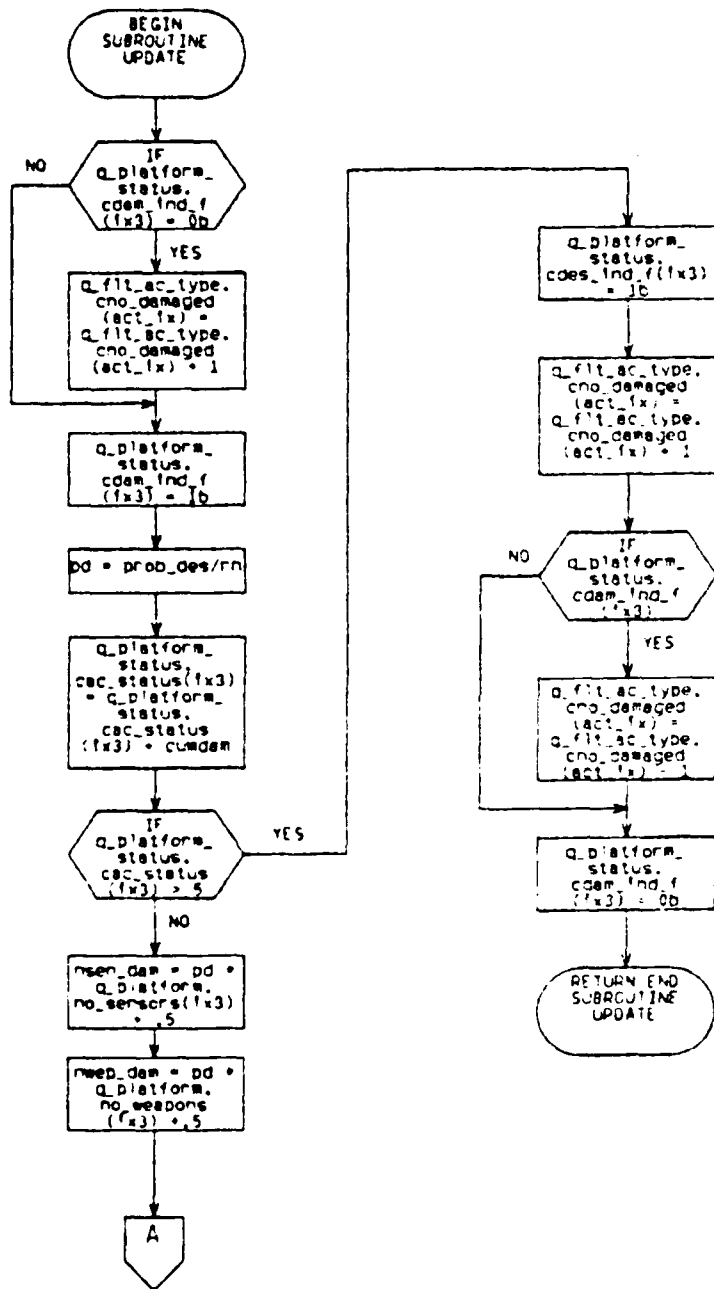 BEGIN
SUBROUTINE
UPDATE
IF
q_platform_
status.
cdam_ind_f
(fx3) = 0b
NO
YES
q_flt_ac_type.
cno_damaged
(act_fx) =
q_flt_ac_type.
cno_damaged
(act_fx) + 1
q_platform_
status.
cdam_ind_f
(fx3) = 1b
pd = prob_des/rn
q_platform_
status.
cac_status(fx3)
= q_platform_
status.
cac_status
(fx3) + cumdam
IF
q_platform_
status.
cac_status
(fx3) > .5
YES
NO
nsen_dam = pd *
q_platform.
no_sensors(fx3)
+ .5
nwep_dam = pd *
q_platform.
no_weapons
(fx3) + .5
A
q_platform_
status.
cdes_ind_f(fx3)
= 1b
q_flt_ac_type.
cno_damaged
(act_fx) =
q_flt_ac_type.
cno_damaged
(act_fx) + 1
IF
q_platform_
status.
cdam_ind_f
(fx3)
NO
YES
q_flt_ac_type.
cno_damaged
(act_fx) =
q_flt_ac_type.
cno_damaged
(act_fx) - 1
q_platform_
status.
cdam_ind_f
(fx3) = 0b
RETURN END
SUBROUTINE
UPDATE